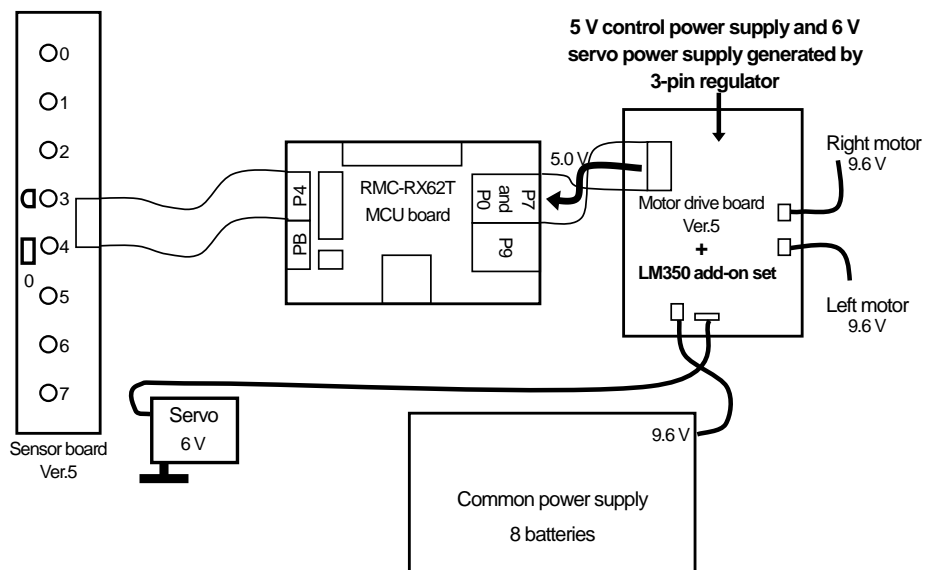 5 V control power supply and 6 V
servo power supply generated by
3-pin regulator
0
1
2
3
4
0
5
6
7
Sensor board
Ver.5
P4
PB
RMC-RX62T
MCU board
P7
and
P0
P9
5.0 V
Motor drive board
Ver.5
+
LM350 add-on set
Right motor
9.6 V
Left motor
9.6 V
Servo
6 V
9.6 V
Common power supply
8 batteries